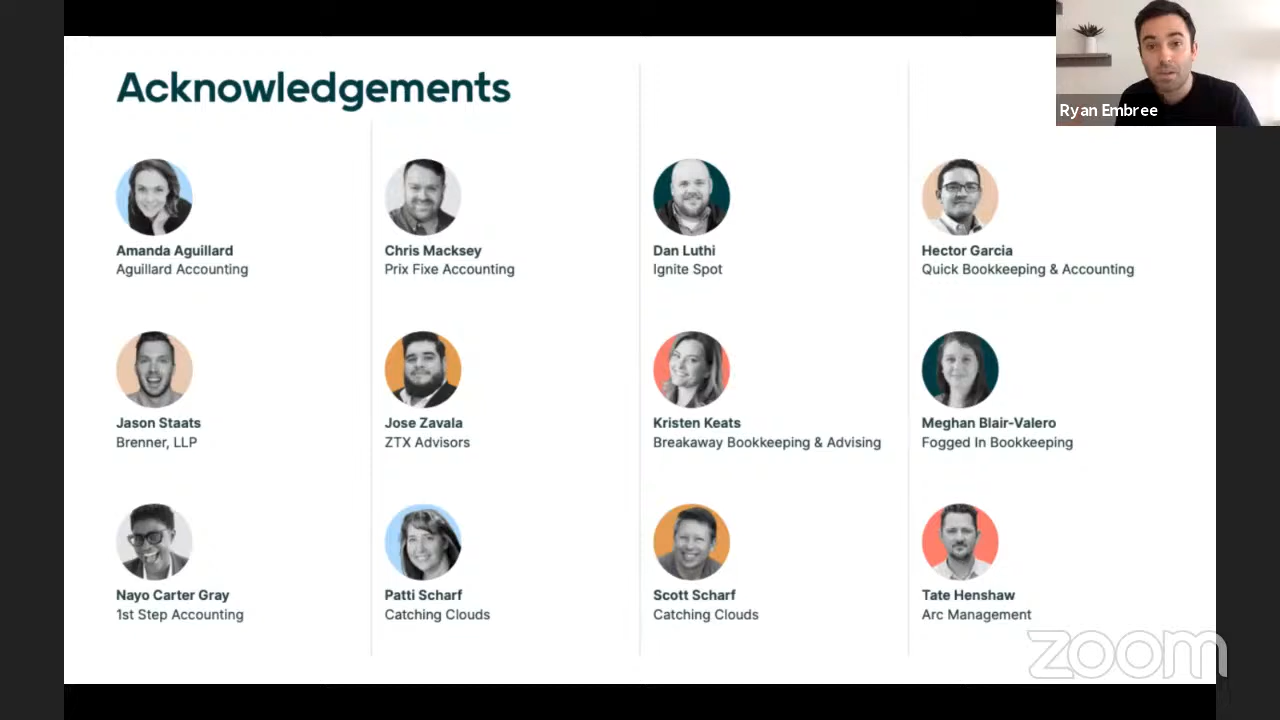 Acknowledgements
Ryan Embree
Amanda Aguillard
Aguillard Accounting
Chris Macksey
Prix Fixe Accounting
Dan Luthi
Ignite Spot
Hector Garcia
Quick Bookkeeping & Accounting
Jason Staats
Brenner, LLP
Jose Zavala
ZTX Advisors
Kristen Keats
Breakaway Bookkeeping & Advising
Meghan Blair-Valero
Fogged In Bookkeeping
Nayo Carter Gray
1st Step Accounting
Patti Scharf
Catching Clouds
Scott Scharf
Catching Clouds
Tate Henshaw
Arc Management
zoom